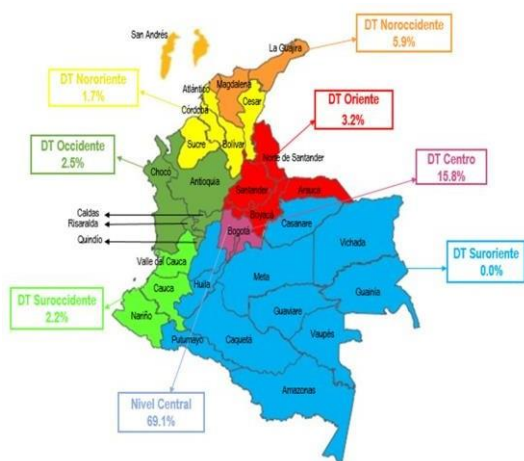 San Andrés
La Guajira
DT Noroccidente
5.9%
DT Nororiente
1.7%
Atlántico
Magdalena
Cesar
Córdoba
Sucre
Bolívar
DT Oriente
3.2%
DT Occidente
2.5%
Norte de Santander
Chocó
Antioquia
Santander
Arauca
DT Centro
15.8%
Caldas
Risaralda
Quindío
Boyacá
Bogotá
Casanare
Vichada
Valle del Cauca
Meta
DT Suroriente
0.0%
Cauca
Huila
Guainía
DT Suroccidente
2.2%
Nariño
Guaviare
Putumayo
Caquetá
Vaupés
Amazonas
Nivel Central
69.1%